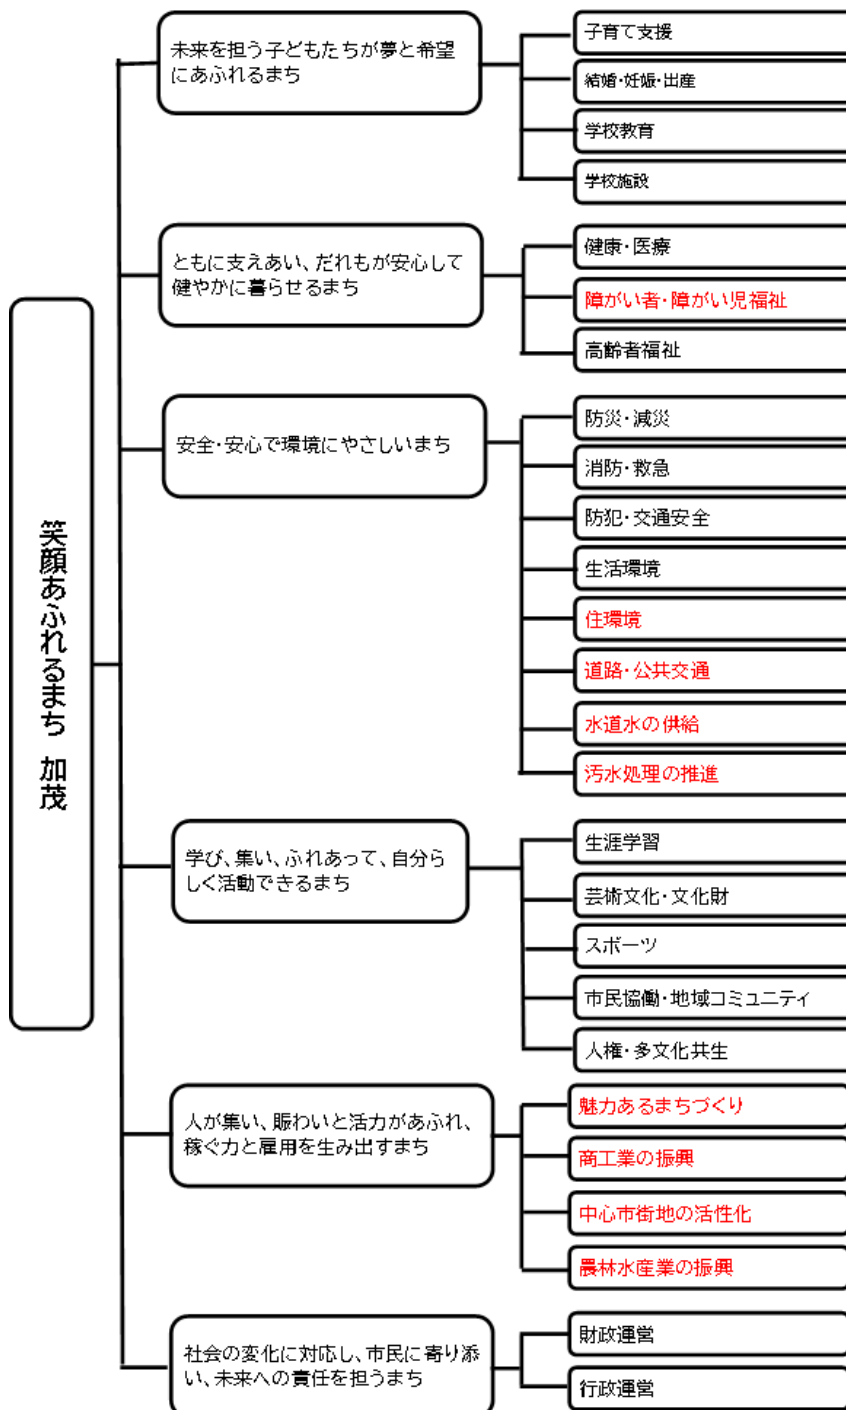 笑顔あふれるまち 加茂
未来を担う子どもたちが夢と希望
にあふれるまち
子育て支援
結婚・妊娠・出産
学校教育
学校施設
ともに支えあい、だれもが安心して
健やかに暮らせるまち
健康・医療
障がい者・障がい児福祉
高齢者福祉
安全・安心で環境にやさしいまち
防災・減災
消防・救急
防犯・交通安全
生活環境
住環境
道路・公共交通
水道水の供給
汚水処理の推進
学び、集い、ふれあって、自分ら
しく活動できるまち
生涯学習
芸術文化・文化財
スポーツ
市民協働・地域コミュニティ
人権・多文化共生
人が集い、賑わいと活力があふれ、
稼ぐ力と雇用を生み出すまち
魅力あるまちづくり
商工業の振興
中心市街地の活性化
農林水産業の振興
社会の変化に対応し、市民に寄り添
い、未来への責任を担うまち
財政運営
行政運営